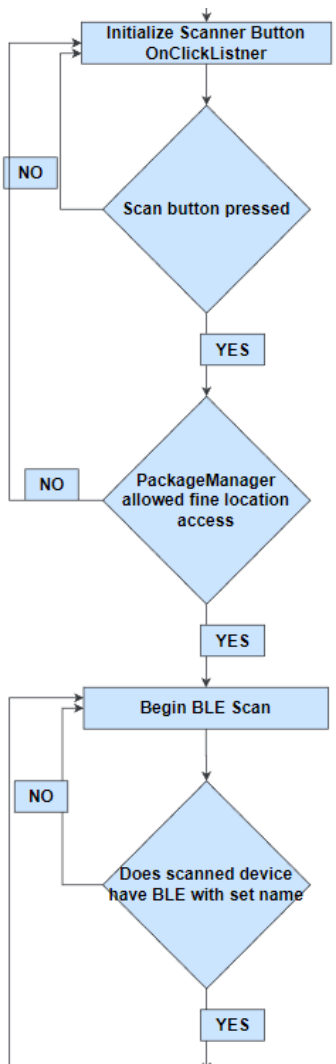 Initialize Scanner Button
OnClickListner
NO
Scan button pressed
YES
PackageManager
allowed fine location
access
NO
YES
Begin BLE Scan
NO
Does scanned device
have BLE with set name
YES